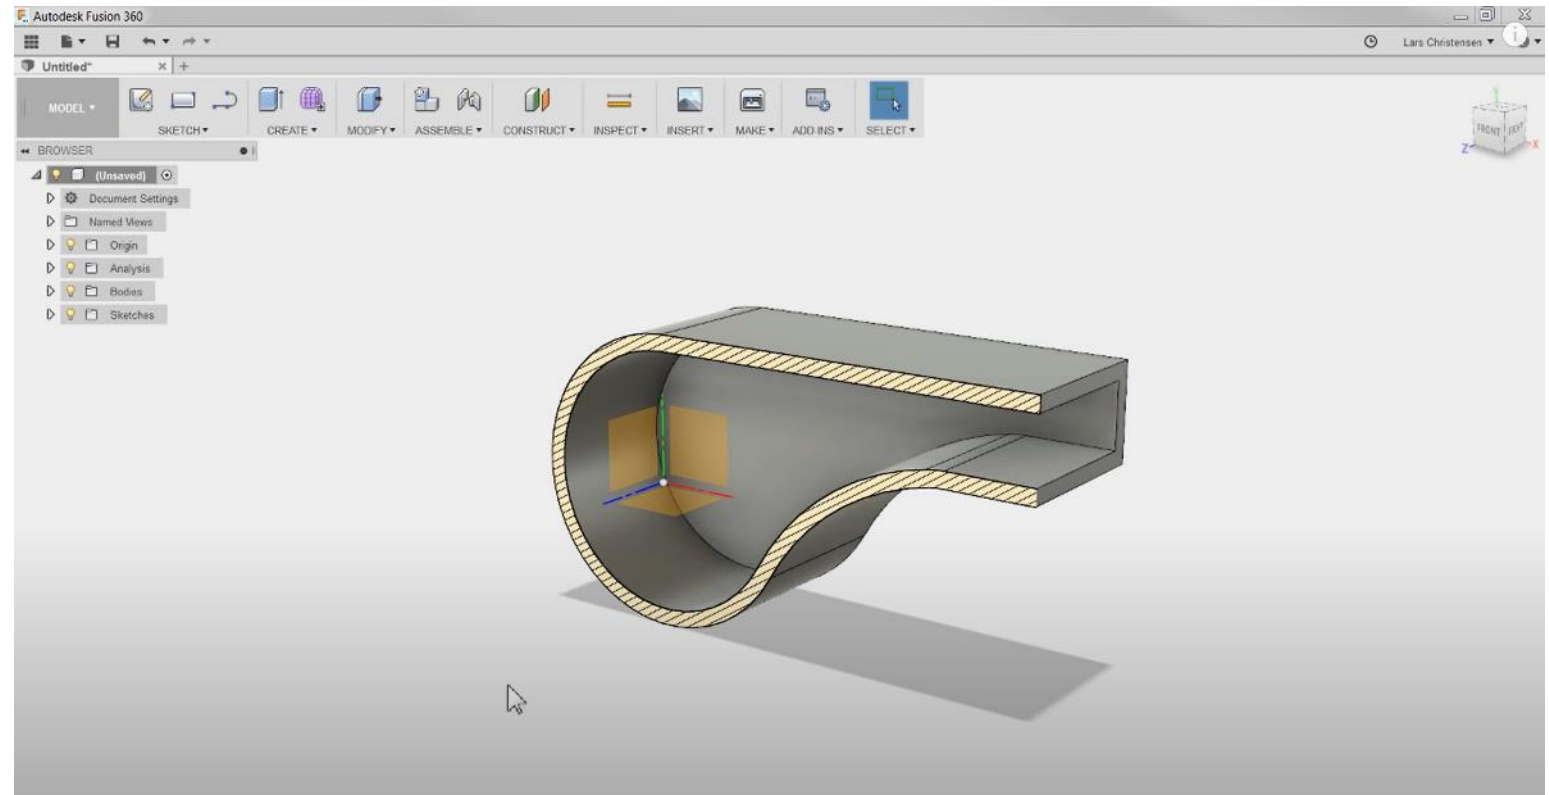 Autodesk Fusion 360
Lars Christensen
Untitled*
MODEL
SKETCH
CREATE
MODIFY
ASSEMBLE
CONSTRUCT
INSPECT
INSERT
MAKE
ADD-INS
SELECT
BROWSER
(Unsaved)
Document Settings
Named Views
Origin
Analysis
Bodies
Sketches
FRONT
Z
X